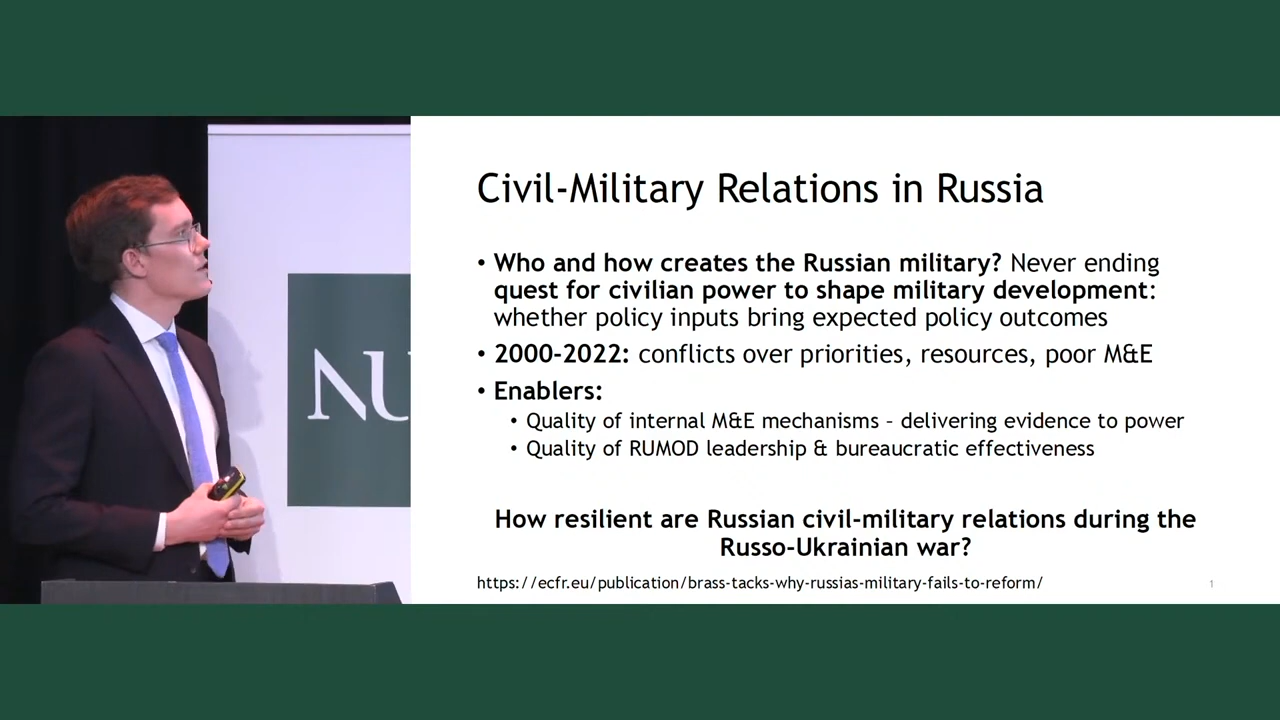 Civil-Military Relations in Russia
• Who and how creates the Russian military? Never ending
quest for civilian power to shape military development:
whether policy inputs bring expected policy outcomes
• 2000-2022: conflicts over priorities, resources, poor M&E
• Enablers:
• Quality of internal M&E mechanisms – delivering evidence to power
• Quality of RUMOD leadership & bureaucratic effectiveness
How resilient are Russian civil-military relations during the
Russo-Ukrainian war?
https://ecfr.eu/publication/brass-tacks-why-russias-military-fails-to-reform/
1
NU